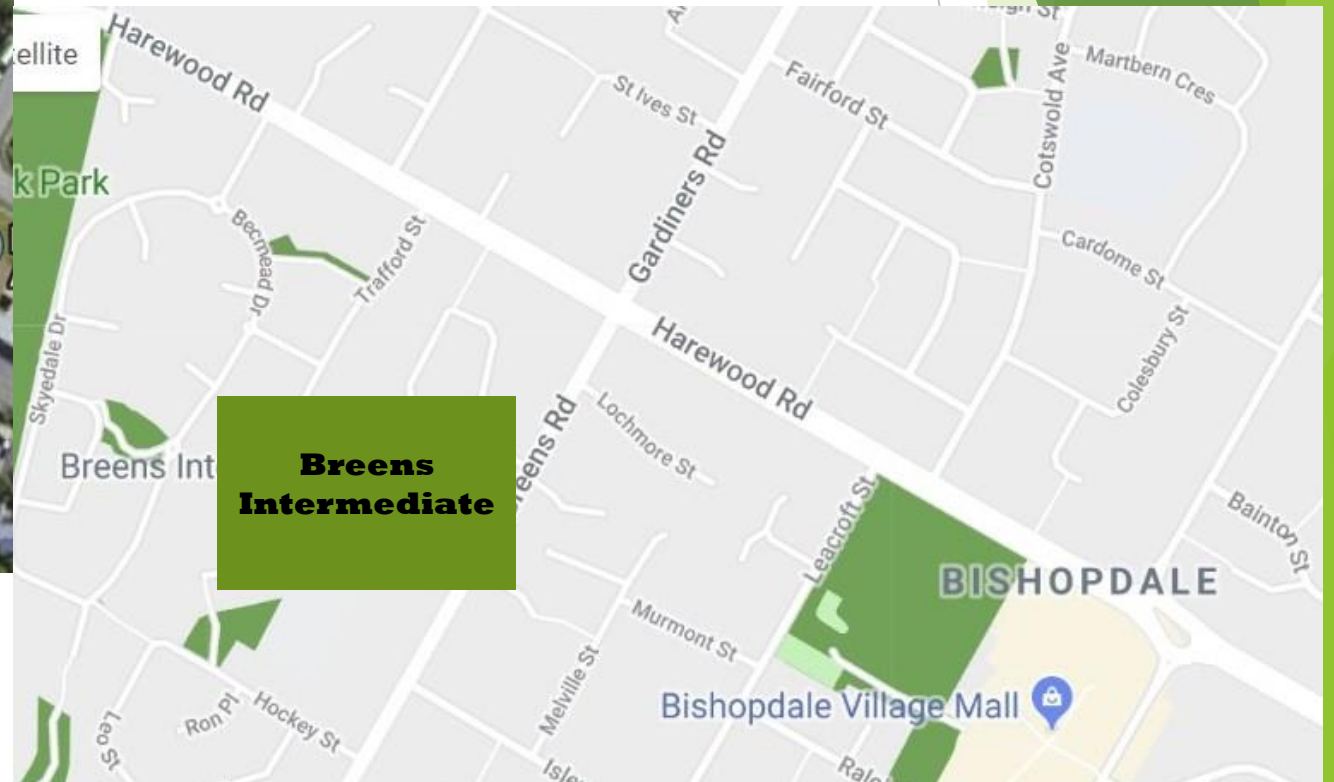 ellite
Harewood Rd
k Park
St Ives St
Gardiners Rd
Fairford St
Cotswold Ave
Martbern Cres
Becmead Dr
Trafford St
Cardome St
Colesbury St
Skyedale Dr
Harewood Rd
Lochmore St
reens Rd
Breens Int
Breens
Intermediate
Leacroft St
Bainton St
BISHOPDALE
Murmont St
Melville St
Bishopdale Village Mall
Ron Pl
Hockey St
Leo St